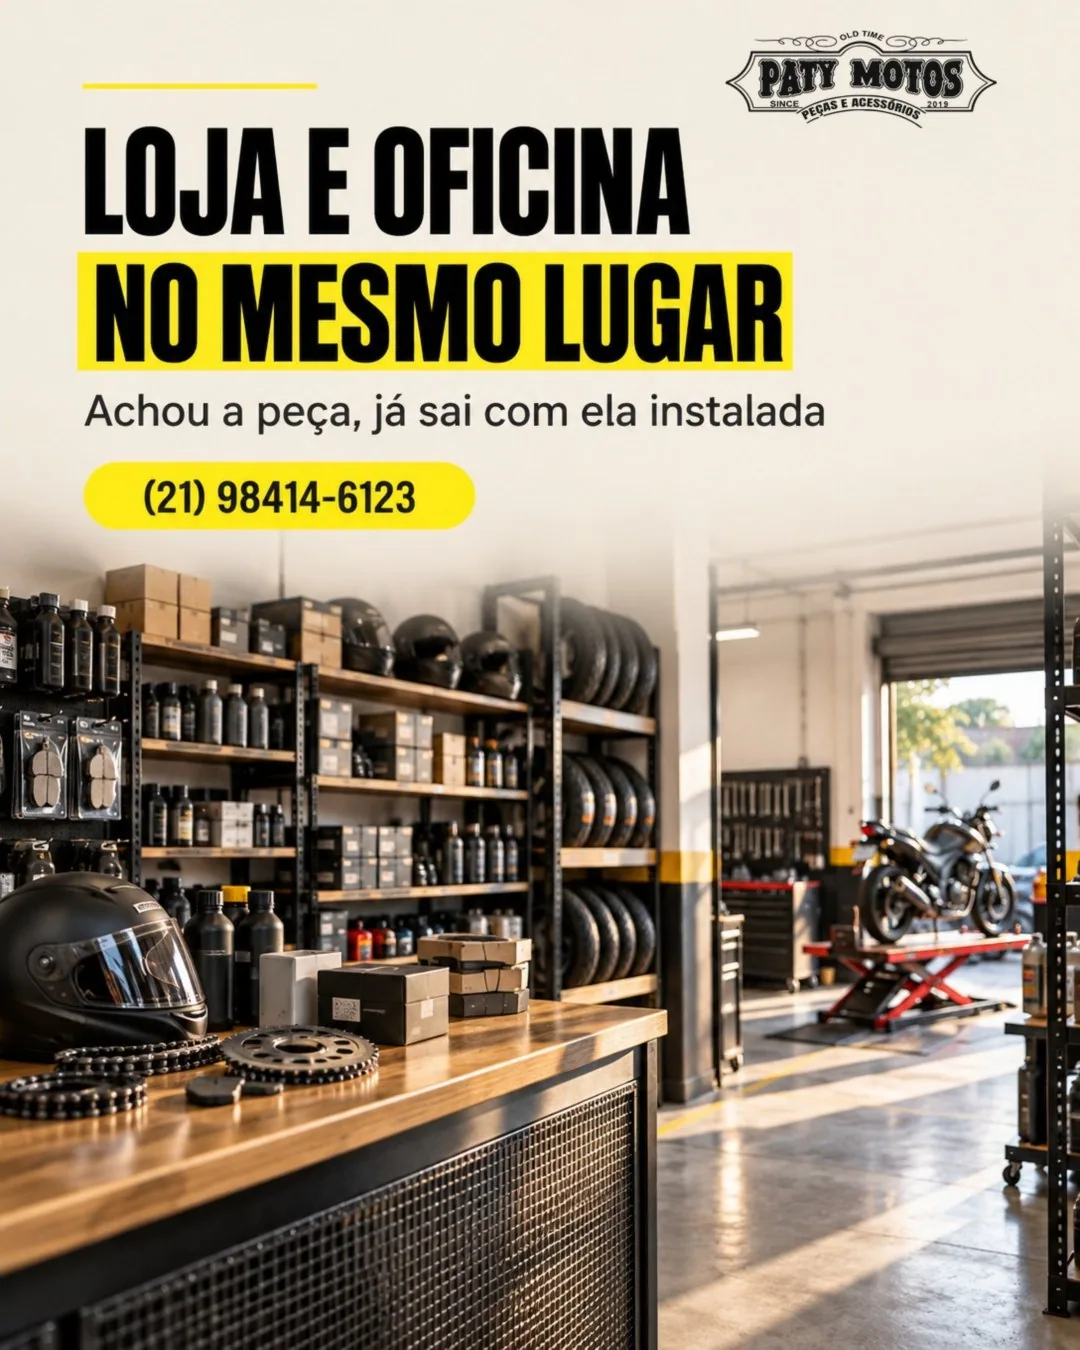 OLD TIME
PATY MOTOS
SINCE 2019
PEÇAS E ACESSÓRIOS
LOJA E OFICINA
NO MESMO LUGAR
Achou a peça, já sai com ela instalada
(21) 98414-6123